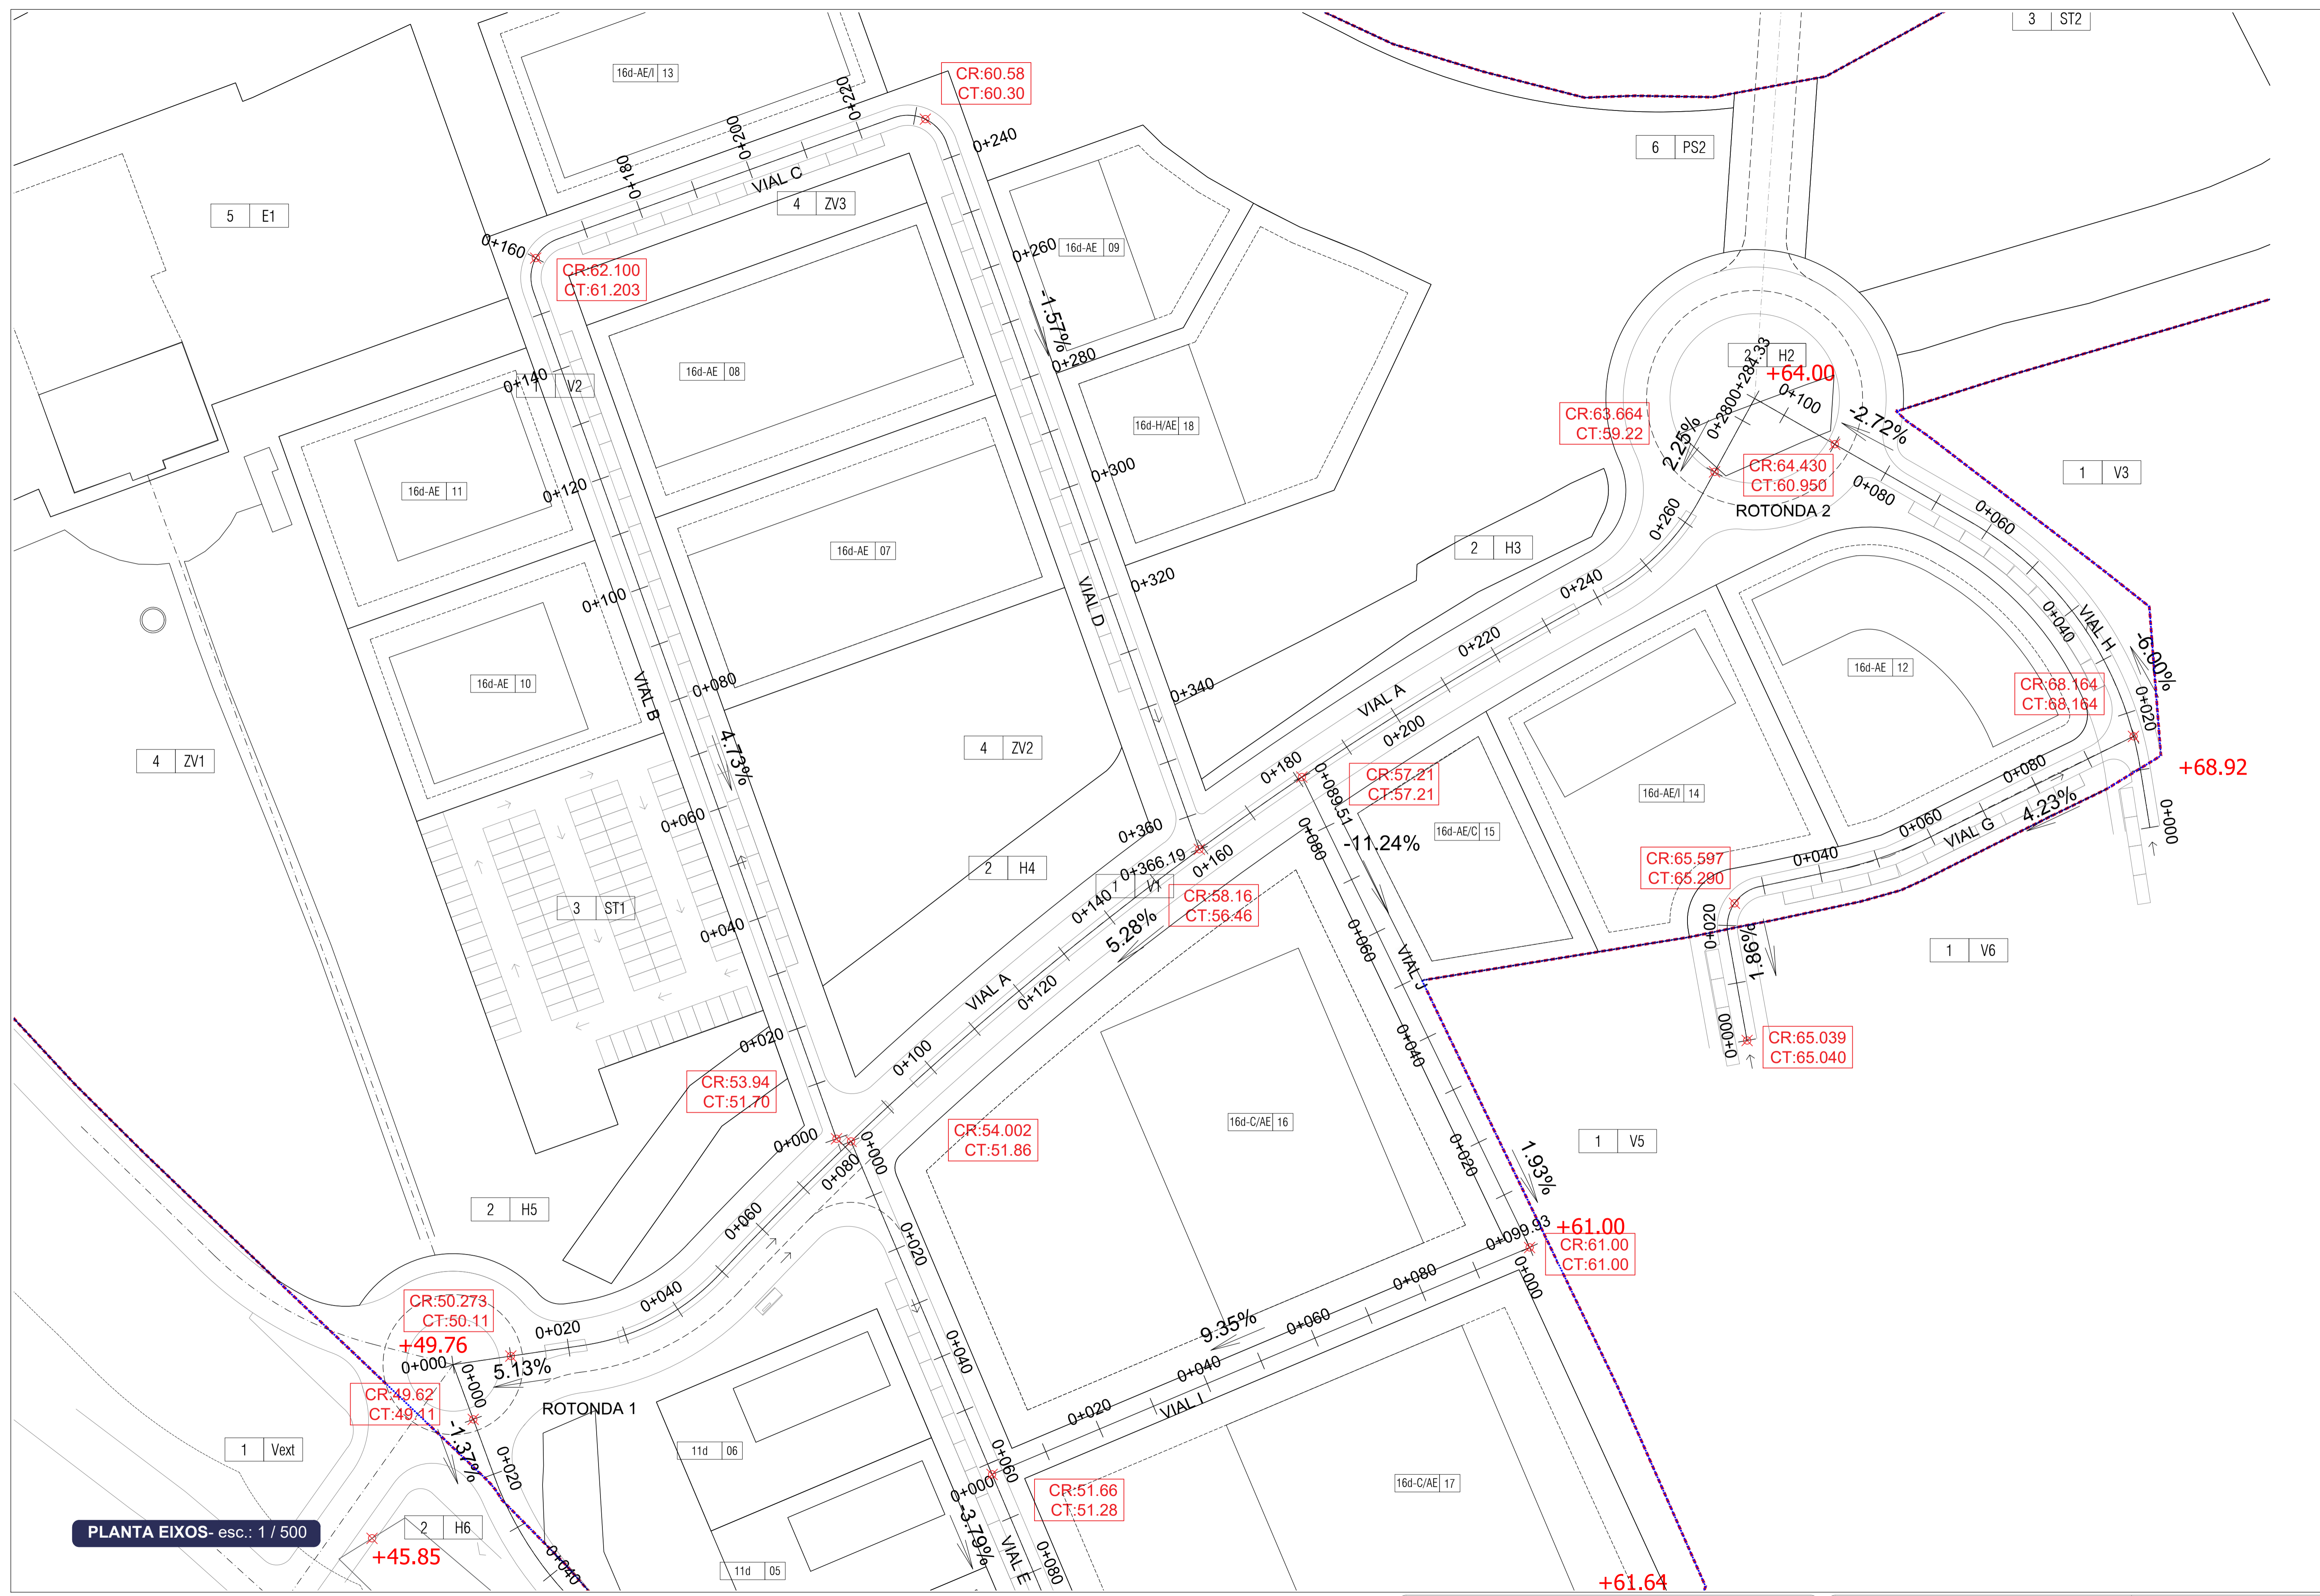 3 ST2
16d-AE/I 13
CR:60.58
CT:60.30
0+220
0+200
0+180
0+240
VIAL C
6 PS2
4 ZV3
5 E1
0+160
0+260
16d-AE 09
CR:62.100
CT:61.203
-1.57%
0+280
2 H2
+64.00
0+2800+284.33
0+100
16d-AE 08
0+140
1 V2
CR:63.664
CT:59.22
-2.72%
2.25%
16d-H/AE 18
CR:64.430
CT:60.950
1 V3
0+300
0+120
16d-AE 11
0+080
ROTONDA 2
0+060
0+260
16d-AE 07
2 H3
0+320
0+240
0+100
VIAL D
0+040
VIAL H
0+220
-6.00%
16d-AE 12
16d-AE 10
0+080
VIAL B
0+340
VIAL A
CR:68.164
CT:68.164
0+020
0+200
4.73%
4 ZV2
4 ZV1
0+180
+68.92
CR:57.21
CT:57.21
0+089.51
0+080
16d-AE/I 14
4.23%
0+000
0+060
0+360
16d-AE/C 15
0+080
-11.24%
0+060
VIAL G
0+366.19
0+160
2 H4
V1
CR:65.597
CT:65.290
0+040
CR:58.16
CT:56.46
0+140
3 ST1
5.28%
0+040
0+060
0+020
1.86%
1 V6
VIAL J
VIAL A
0+120
0+020
0+000
CR:65.039
CT:65.040
0+100
0+040
CR:53.94
CT:51.70
16d-C/AE 16
CR:54.002
CT:51.86
0+000
0+000
0+080
0+020
1 V5
1.93%
2 H5
0+060
0+020
0+099.93
+61.00
CR:61.00
CT:61.00
0+000
0+080
0+040
CR:50.273
CT:50.11
0+020
9.35%
0+060
+49.76
0+000
5.13%
0+000
0+040
0+040
CR:49.62
CT:49.11
ROTONDA 1
0+020
VIAL I
1 Vext
-1.37%
0+020
11d 06
0+060
0+000
16d-C/AE 17
CR:51.66
CT:51.28
PLANTA EIXOS- esc.: 1 / 500
2 H6
-3.79%
+45.85
0+040
VIAL E
0+080
11d 05
+61.64